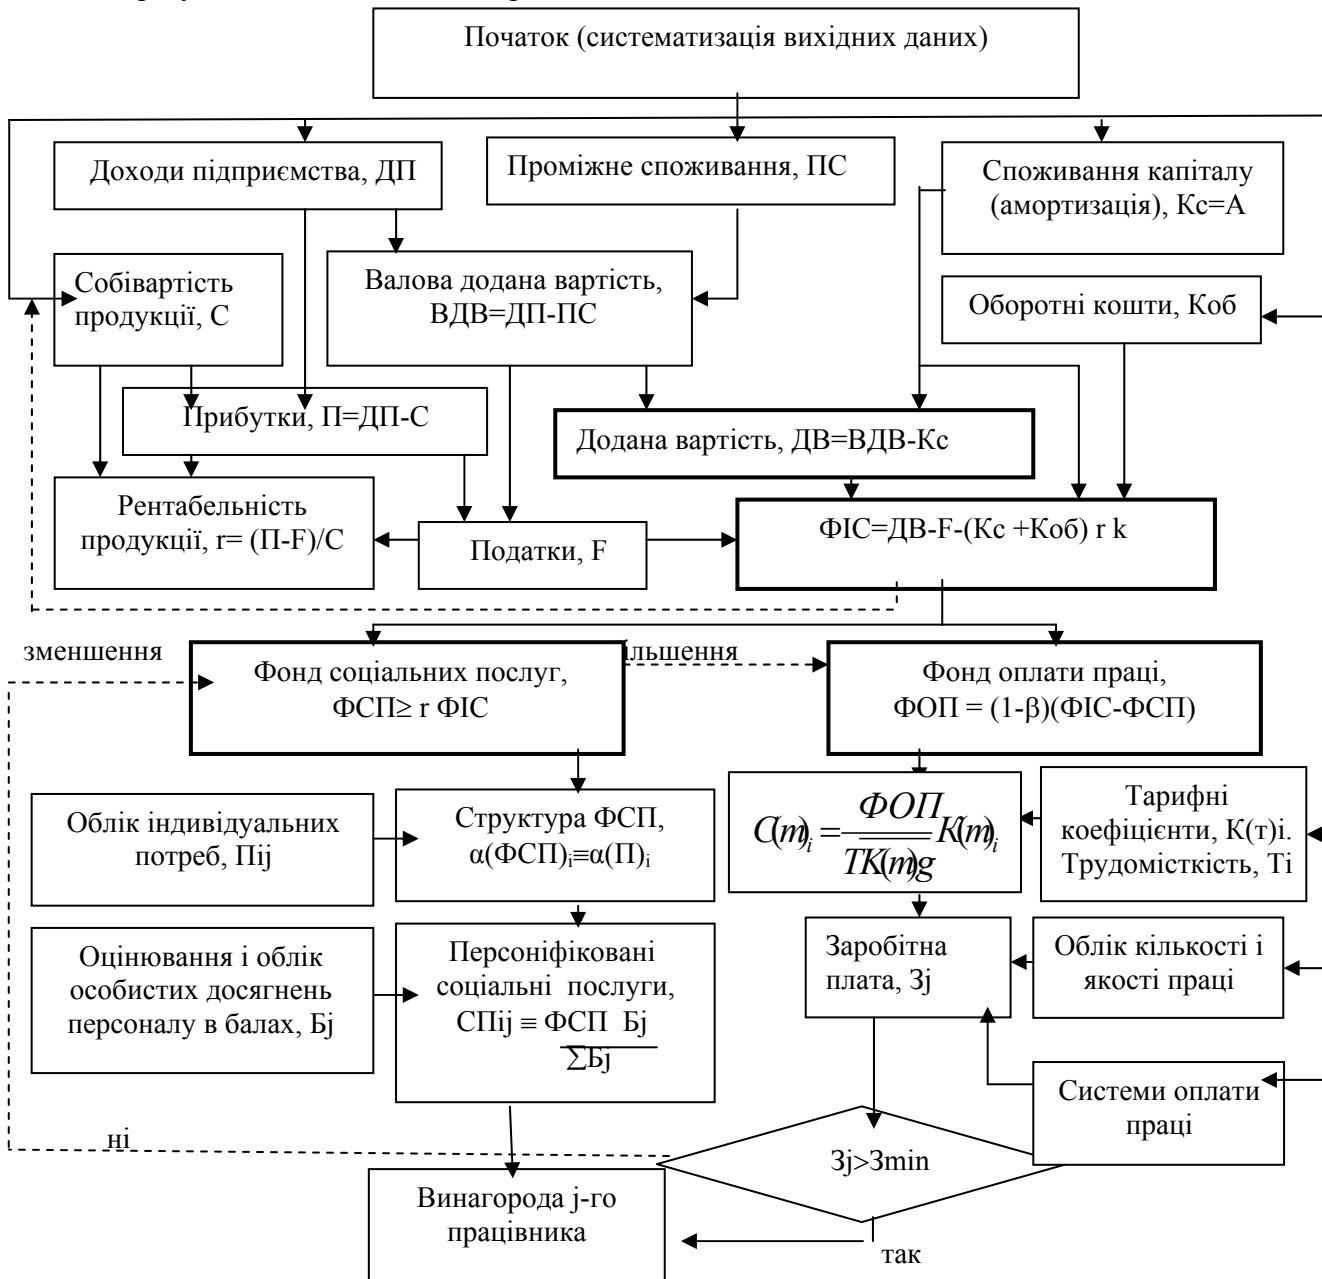 Початок (систематизація вихідних даних)
Доходи підприємства, ДП
Проміжне споживання, ПС
Споживання капіталу
(амортизація), Кс=А
Собівартість
продукції, С
Валова додана вартість,
ВДВ=ДП-ПС
Оборотні кошти, Коб
Прибутки, П=ДП-С
Додана вартість, ДВ=ВДВ-Кс
Рентабельність
продукції, r= (П-F)/С
Податки, F
ФІС=ДВ-F-(Кс +Коб) r k
зменшення
ільшення
Фонд соціальних послуг,
ФСП≥ r ФІС
Фонд оплати праці,
ФОП = (1-β)(ФІС-ФСП)
Облік індивідуальних
потреб, Пij
Структура ФСП,
α(ФСП)i≡α(П)i
C(m)i = ФОП / TK(m)g K(m)i
Тарифні
коефіцієнти, К(т)і.
Трудомісткість, Ті
Оцінювання і облік
особистих досягнень
персоналу в балах, Бj
Персоніфіковані
соціальні послуги,
СПij ≡ ФСП Бj
∑Бj
Заробітна
плата, Зj
Облік кількості і
якості праці
Системи оплати
праці
ні
Зj>Зmin
Винагорода j-го
працівника
так